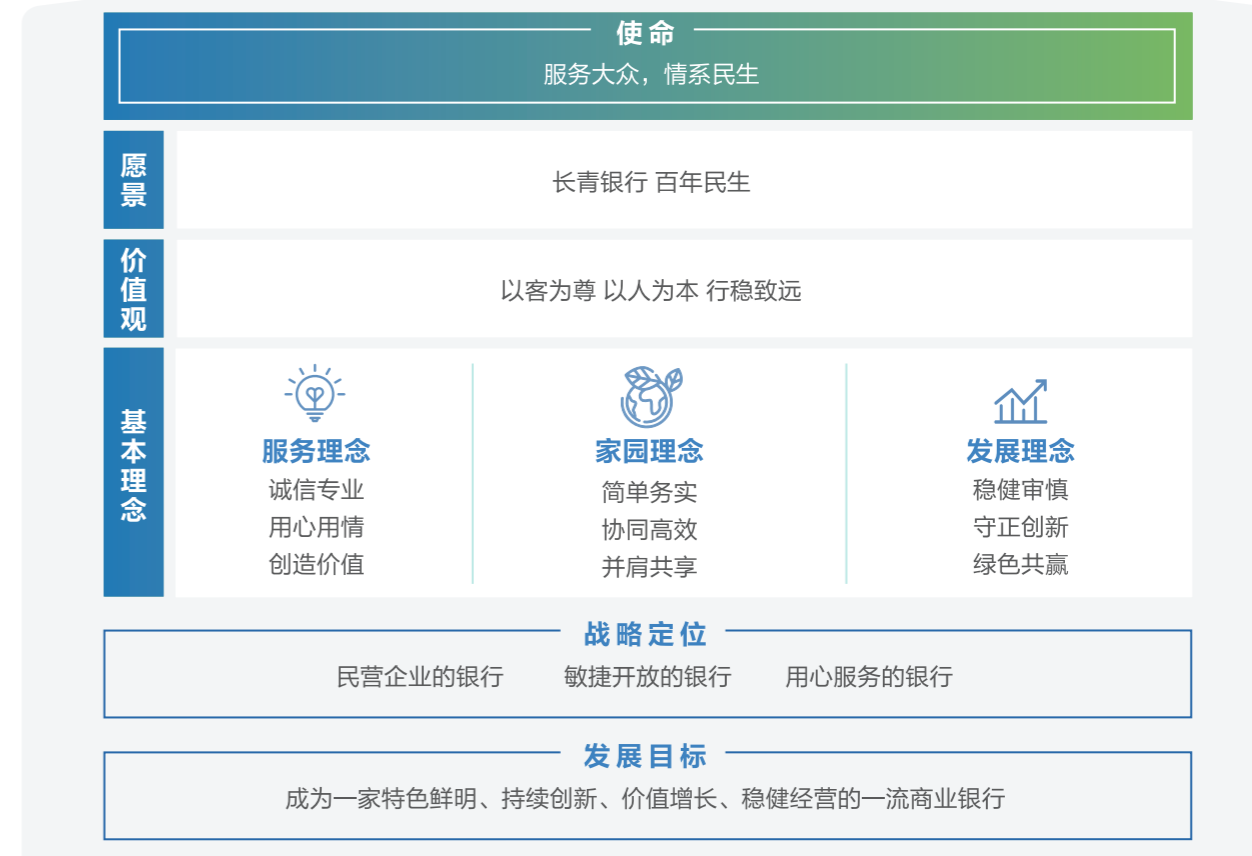 使命
服务大众，情系民生
愿景
长青银行 百年民生
价值观
以客为尊 以人为本 行稳致远
基本理念
服务理念
诚信专业
用心用情
创造价值
家园理念
简单务实
协同高效
并肩共享
发展理念
稳健审慎
守正创新
绿色共赢
战略定位
民营企业的银行 敏捷开放的银行 用心服务的银行
发展目标
成为一家特色鲜明、持续创新、价值增长、稳健经营的一流商业银行